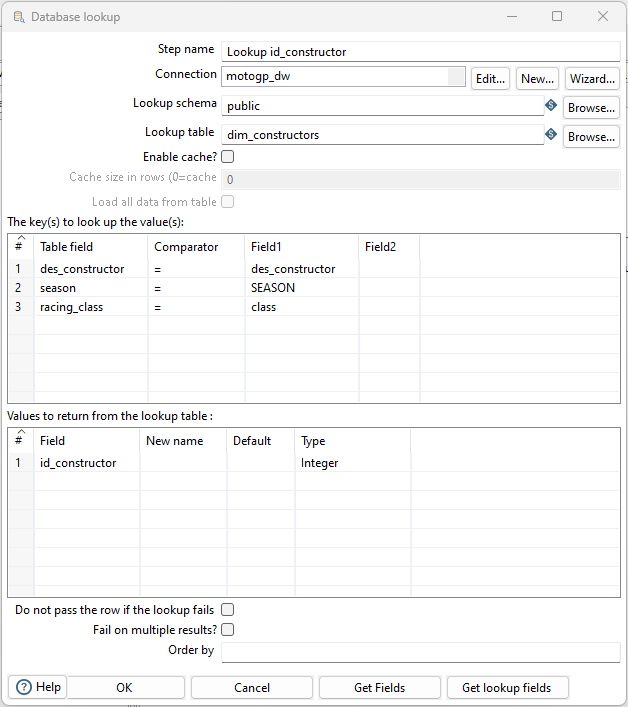 Database lookup
Step name Lookup id_constructor
Connection motogp_dw Edit... New... Wizard...
Lookup schema public Browse...
Lookup table dim_constructors Browse...
Enable cache?
Cache size in rows (0=cache 0
Load all data from table
The key(s) to look up the value(s):
# Table field Comparator Field1 Field2
1 des_constructor = des_constructor
2 season = SEASON
3 racing_class = class
Values to return from the lookup table :
# Field New name Default Type
1 id_constructor Integer
Do not pass the row if the lookup fails
Fail on multiple results?
Order by
Help OK Cancel Get Fields Get lookup fields